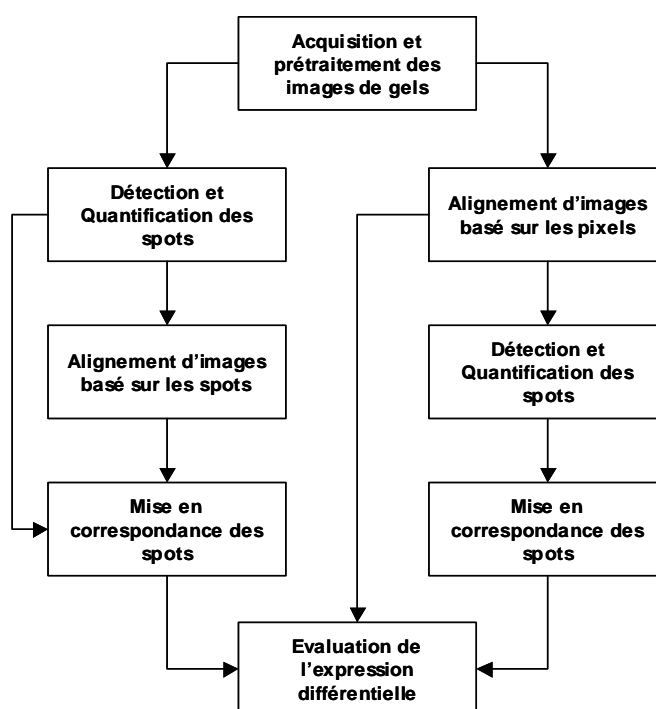 Acquisition et
prétraitement des
images de gels
Détection et
Quantification des
spots
Alignement d'images
basé sur les pixels
Alignement d'images
basé sur les spots
Détection et
Quantification des
spots
Mise en
correspondance des
spots
Mise en
correspondance des
spots
Evaluation de
l'expression
différentielle